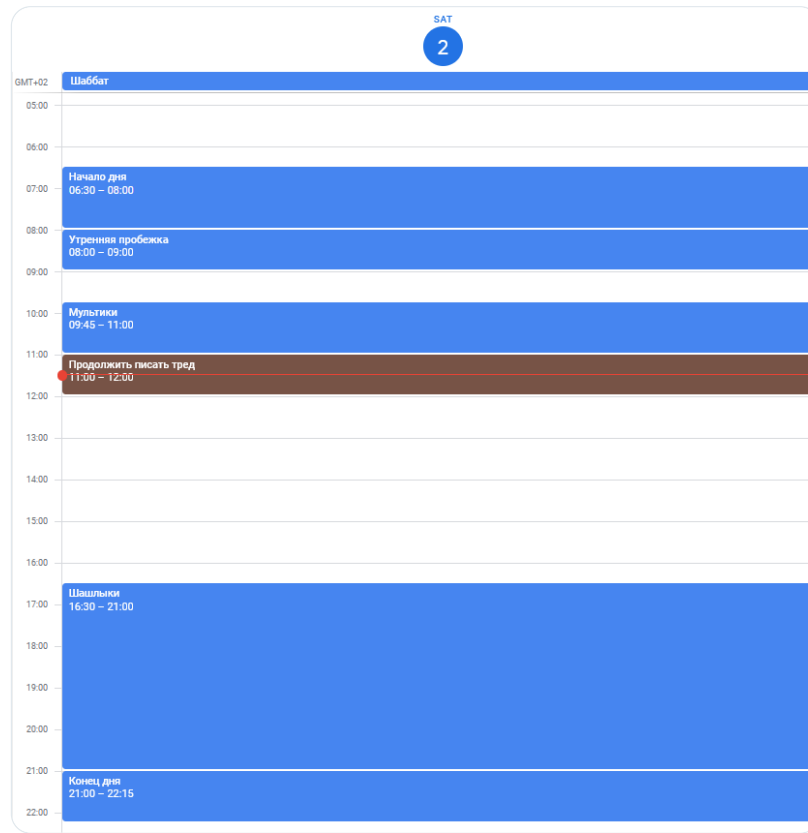 SAT
2
GMT+02
Шаббат
05:00
06:00
Начало дня
07:00
06:30 – 08:00
08:00
Утренняя пробежка
08:00 – 09:00
09:00
10:00
Мультики
09:45 – 11:00
11:00
Продолжить писать тред
11:00 – 12:00
12:00
13:00
14:00
15:00
16:00
Шашлыки
17:00
16:30 – 21:00
18:00
19:00
20:00
21:00
Конец дня
21:00 – 22:15
22:00